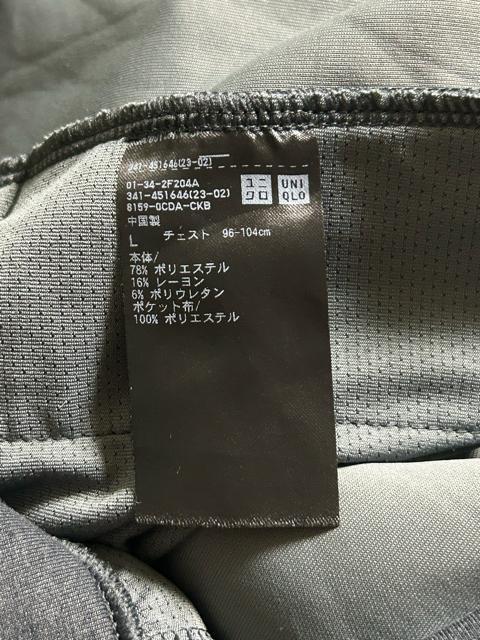 341-451646(23-02)
01-34-2F204A
341-451646(23-02)
8159-0CDA-CKB
ユニ
クロ
UNI
QLO
中国製
L チェスト 96-104cm
本体/
78% ポリエステル
16% レーヨン
6% ポリウレタン
ポケット布/
100% ポリエステル